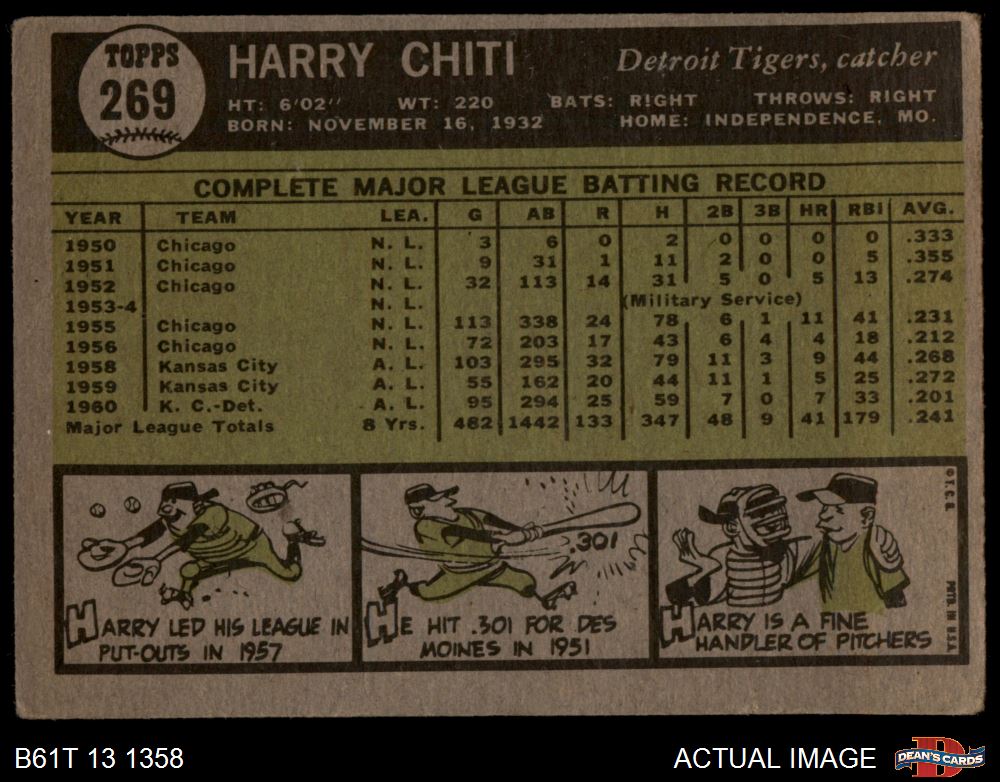 TOPPS
269
HARRY CHITI
Detroit Tigers, catcher
HT: 6'02" WT: 220 BATS: RIGHT THROWS: RIGHT
BORN: NOVEMBER 16, 1932 HOME: INDEPENDENCE, MO.
COMPLETE MAJOR LEAGUE BATTING RECORD
YEAR TEAM LEA. G AB R H 2B 3B HR RBI AVG.
1950 Chicago N. L. 3 6 0 2 0 0 0 0 .333
1951 Chicago N. L. 9 31 1 11 2 0 0 5 .355
1952 Chicago N. L. 32 113 14 31 5 0 5 13 .274
1953-4 N. L. (Military Service)
1955 Chicago N. L. 113 338 24 78 6 1 11 41 .231
1956 Chicago N. L. 72 203 17 43 6 4 4 18 .212
1958 Kansas City A. L. 103 295 32 79 11 3 9 44 .268
1959 Kansas City A. L. 55 162 20 44 11 1 5 25 .272
1960 K. C.-Det. A. L. 95 294 25 59 7 0 7 33 .201
Major League Totals 8 Yrs. 482 1442 133 347 48 9 41 179 .241
HARRY LED HIS LEAGUE IN
PUT-OUTS IN 1957
.301
HE HIT .301 FOR DES
MOINES IN 1951
HARRY IS A FINE
HANDLER OF PITCHERS
© T.C.G.
PRTD. IN U.S.A.
B61T 13 1358
ACTUAL IMAGE
D
DEAN'S CARDS